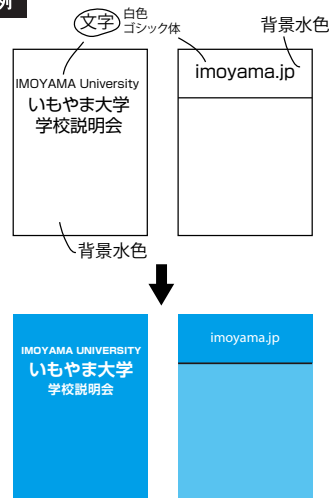 例
文字 白色
ゴシック体
背景水色
IMOYAMA University
いもやま大学
学校説明会
imoyama.jp
背景水色
IMOYAMA UNIVERSITY
いもやま大学
学校説明会
imoyama.jp